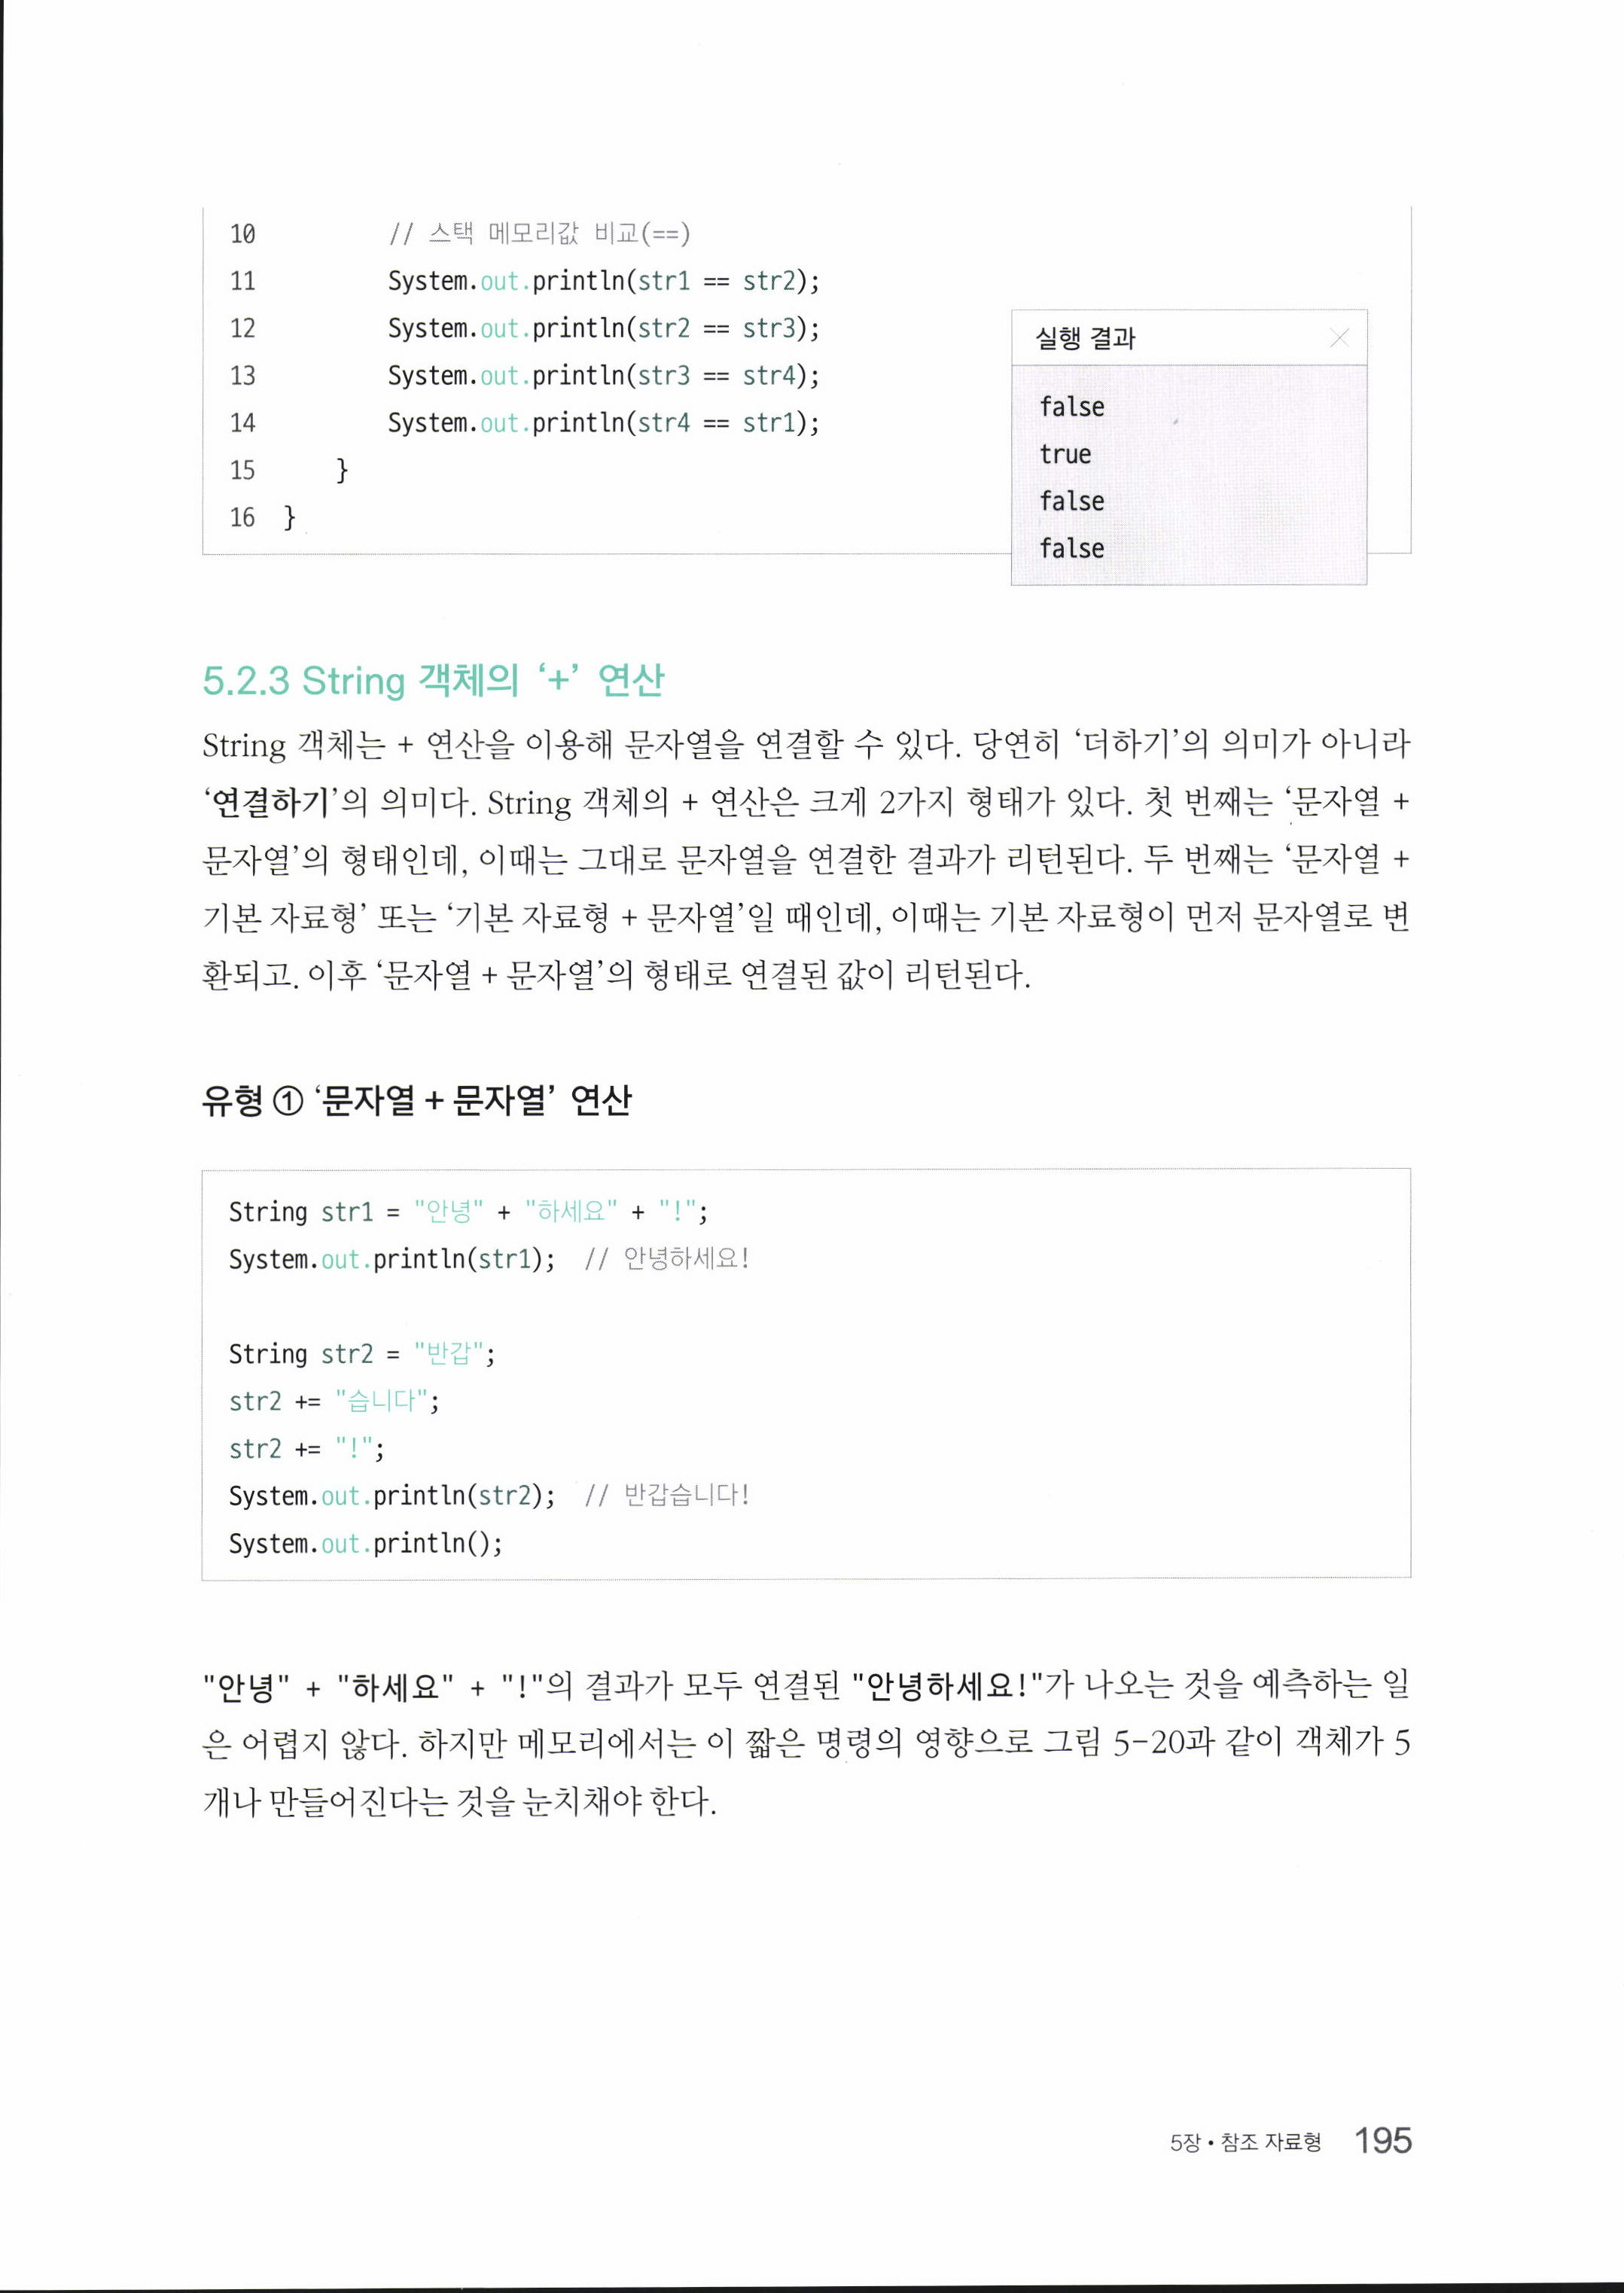 10 // 스택 메모리값 비교(==)
11 System.out.println(str1 == str2);
12 System.out.println(str2 == str3);
13 System.out.println(str3 == str4);
14 System.out.println(str4 == str1);
15 }
16 }
실행 결과
false
true
false
false
5.2.3 String 객체의 ‘+’ 연산
String 객체는 + 연산을 이용해 문자열을 연결할 수 있다. 당연히 ‘더하기’의 의미가 아니라
‘연결하기’의 의미다. String 객체의 + 연산은 크게 2가지 형태가 있다. 첫 번째는 ‘문자열 +
문자열’의 형태인데, 이때는 그대로 문자열을 연결한 결과가 리턴된다. 두 번째는 ‘문자열 +
기본 자료형’ 또는 ‘기본 자료형 + 문자열’일 때인데, 이때는 기본 자료형이 먼저 문자열로 변
환되고. 이후 ‘문자열 + 문자열’의 형태로 연결된 값이 리턴된다.
유형 ① ‘문자열 + 문자열’ 연산
String str1 = "안녕" + "하세요" + "!";
System.out.println(str1); // 안녕하세요!
String str2 = "반갑";
str2 += "습니다";
str2 += "!";
System.out.println(str2); // 반갑습니다!
System.out.println();
"안녕" + "하세요" + "!"의 결과가 모두 연결된 "안녕하세요!"가 나오는 것을 예측하는 일
은 어렵지 않다. 하지만 메모리에서는 이 짧은 명령의 영향으로 그림 5-20과 같이 객체가 5
개나 만들어진다는 것을 눈치채야 한다.
5장 • 참조 자료형 195